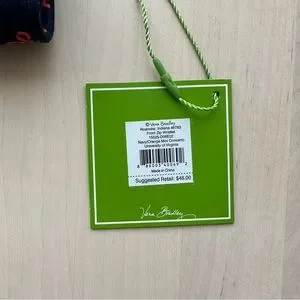 © Vera Bradley
Roanoke, Indiana 46783
Front Zip Wristlet
Navy/Orange Mini Concerto
University of Virginia
Made in China
Suggested Retail: $48.00
Vera Bradley